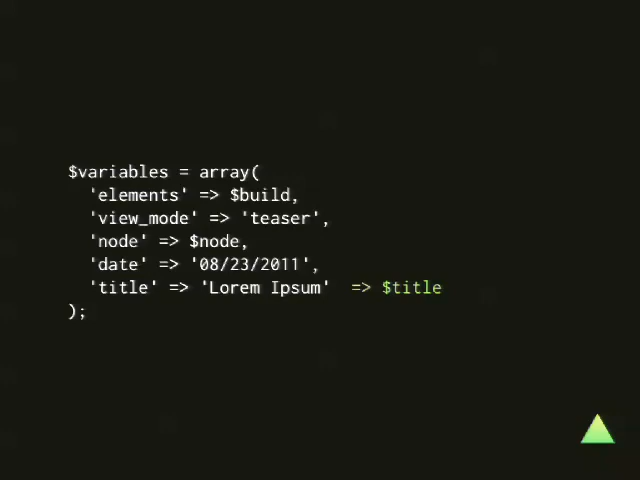 $variables = array(
'elements' => $build,
'view_mode' => 'teaser',
'node' => $node,
'date' => '08/23/2011',
'title' => 'Lorem Ipsum' => $title
);